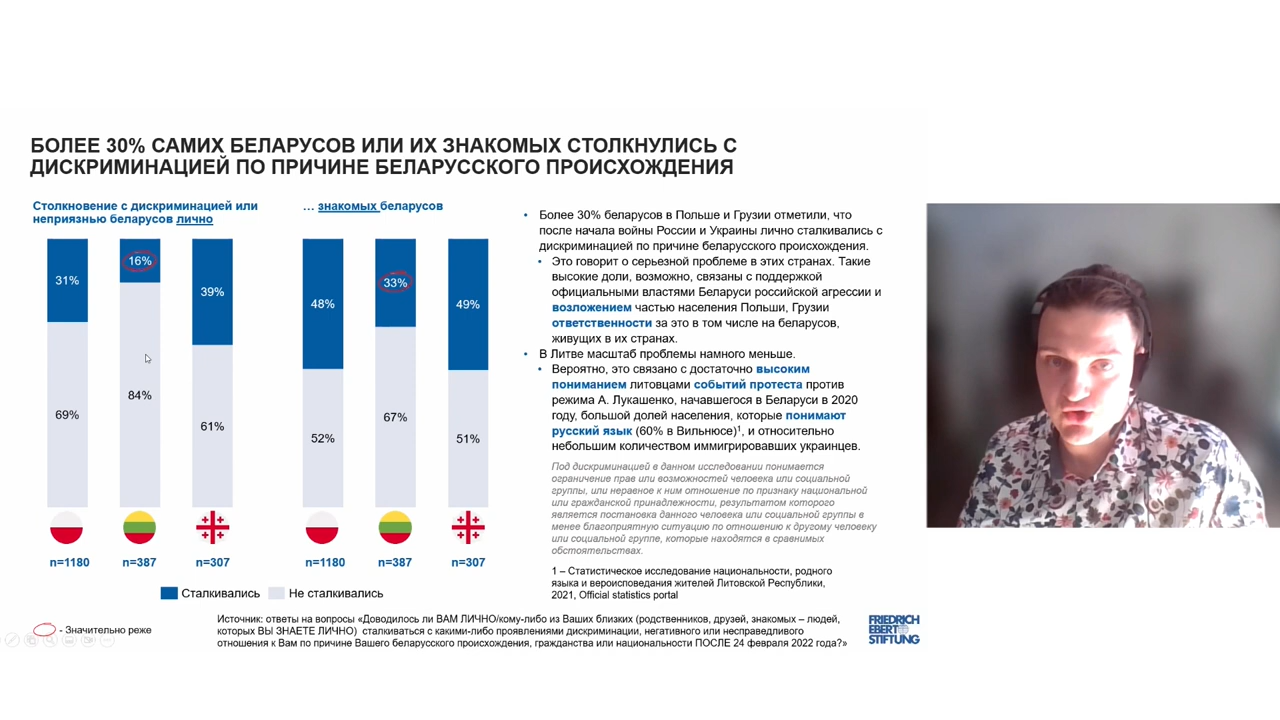 БОЛЕЕ 30% САМИХ БЕЛАРУСОВ ИЛИ ИХ ЗНАКОМЫХ СТОЛКНУЛИСЬ С
ДИСКРИМИНАЦИЕЙ ПО ПРИЧИНЕ БЕЛАРУССКОГО ПРОИСХОЖДЕНИЯ
Столкновение с дискриминацией или
неприязнью беларусов лично
31%
16%
39%
69%
84%
61%
n=1180
n=387
n=307
… знакомых беларусов
48%
33%
49%
52%
67%
51%
n=1180
n=387
n=307
Сталкивались
Не сталкивались
- Значительно реже
• Более 30% беларусов в Польше и Грузии отметили, что
после начала войны России и Украины лично сталкивались с
дискриминацией по причине беларусского происхождения.
• Это говорит о серьезной проблеме в этих странах. Такие
высокие доли, возможно, связаны с поддержкой
официальными властями Беларуси российской агрессии и
возложением частью населения Польши, Грузии
ответственности за это в том числе на беларусов,
живущих в их странах.
• В Литве масштаб проблемы намного меньше.
• Вероятно, это связано с достаточно высоким
пониманием литовцами событий протеста против
режима А. Лукашенко, начавшегося в Беларуси в 2020
году, большой долей населения, которые понимают
русский язык (60% в Вильнюсе)¹, и относительно
небольшим количеством иммигрировавших украинцев.
Под дискриминацией в данном исследовании понимается
ограничение прав или возможностей человека или социальной
группы, или неравное к ним отношение по признаку национальной
или гражданской принадлежности, результатом которого
является постановка данного человека или социальной группы в
менее благоприятную ситуацию по отношению к другому человеку
или социальной группе, которые находятся в сравнимых
обстоятельствах.
1 – Статистическое исследование национальности, родного
языка и вероисповедания жителей Литовской Республики,
2021, Official statistics portal
Источник: ответы на вопросы «Доводилось ли ВАМ ЛИЧНО/кому-либо из Ваших близких (родственников, друзей, знакомых – людей,
которых ВЫ ЗНАЕТЕ ЛИЧНО) сталкиваться с какими-либо проявлениями дискриминации, негативного или несправедливого
отношения к Вам по причине Вашего беларусского происхождения, гражданства или национальности ПОСЛЕ 24 февраля 2022 года?»
FRIEDRICH
EBERT
STIFTUNG